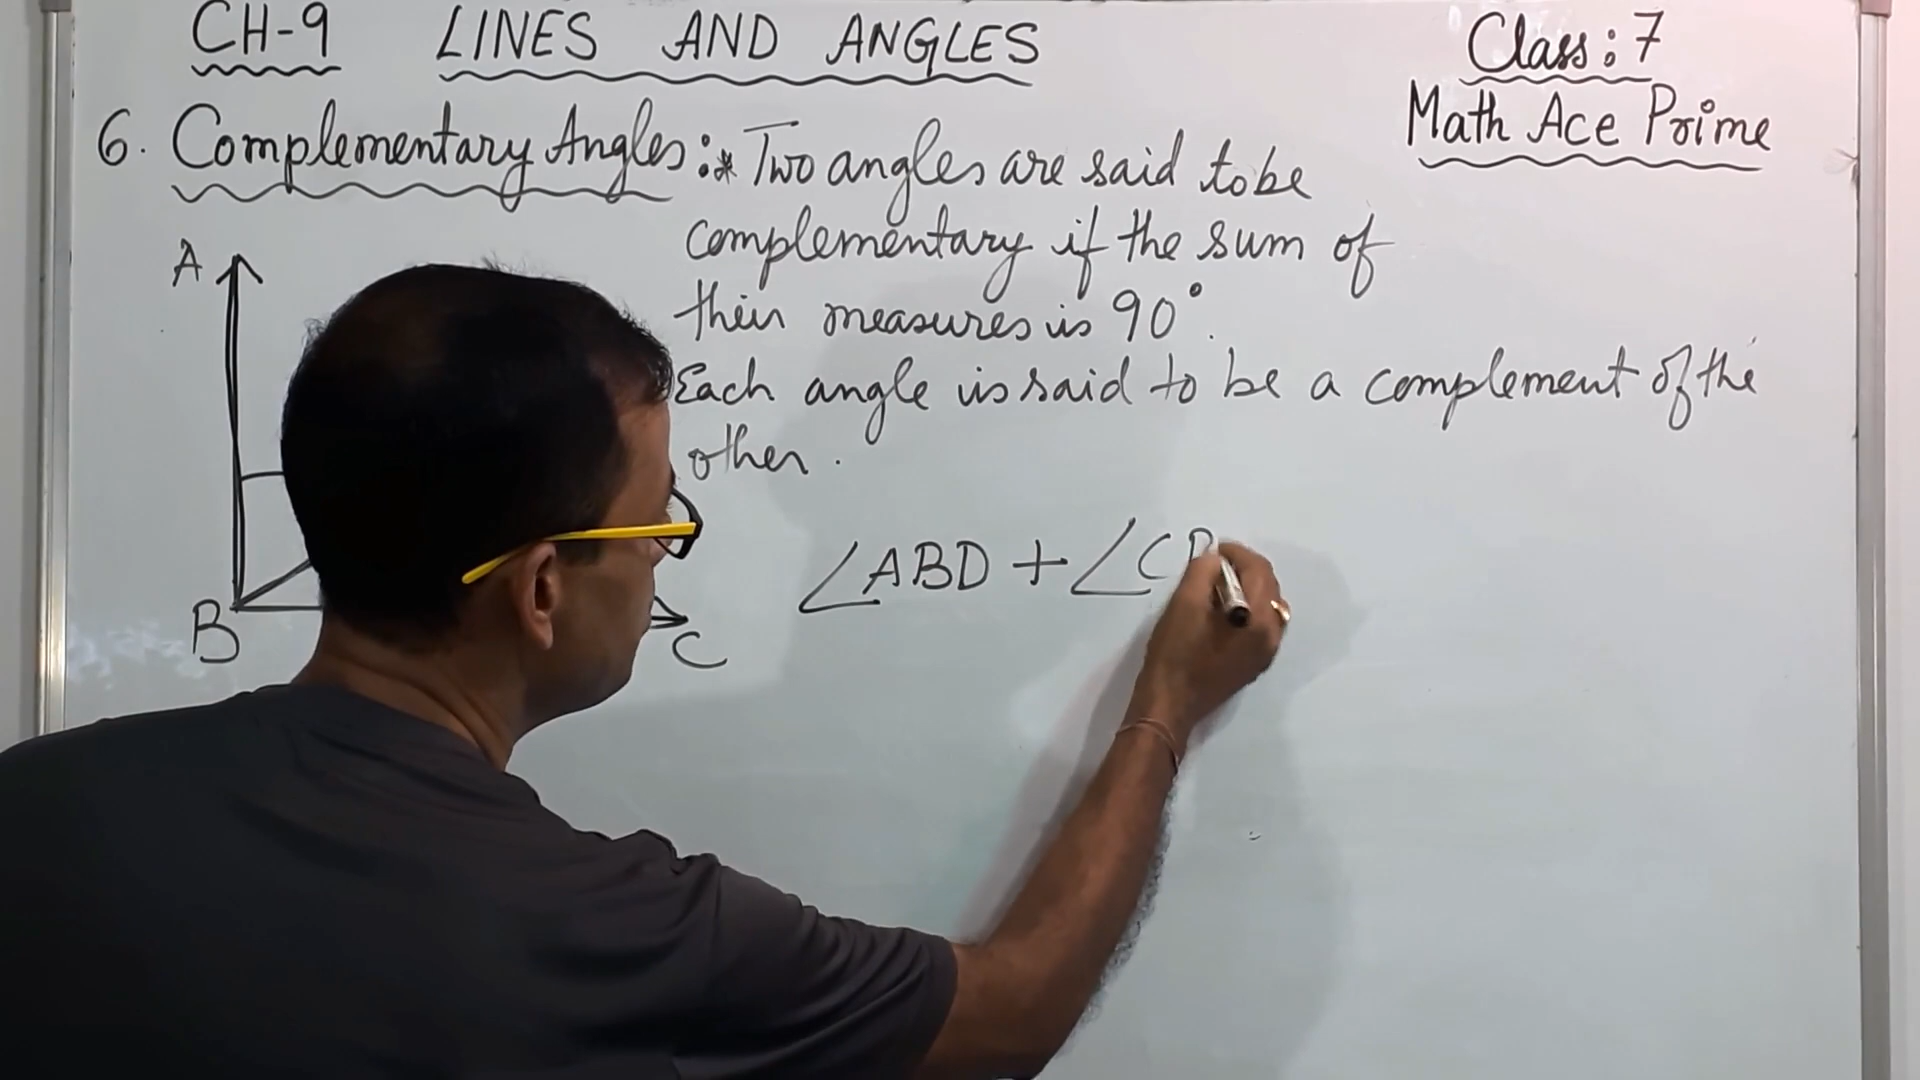 CH-9 LINES AND ANGLES
Class: 7
Math Ace Prime
6. Complementary Angles :* Two angles are said to be
complementary if the sum of
their measures is 90°.
Each angle is said to be a complement of the
other.
A
B
C
∠ABD + ∠C